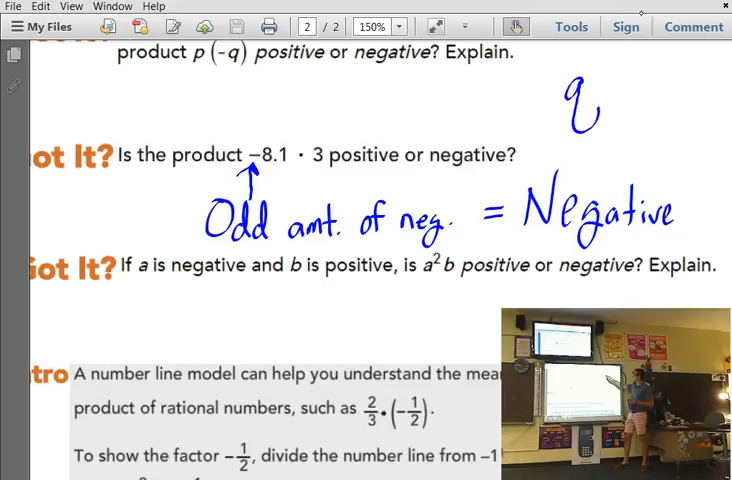 File Edit View Window Help
My Files 2 / 2 150% Tools Sign Comment
product p (-q) positive or negative? Explain.
q
Got It? Is the product -8.1 · 3 positive or negative?
Odd amt. of neg. = Negative
Got It? If a is negative and b is positive, is a² b positive or negative? Explain.
tro A number line model can help you understand the mea
product of rational numbers, such as 2/3 • (-1/2).
To show the factor -1/2, divide the number line from -1